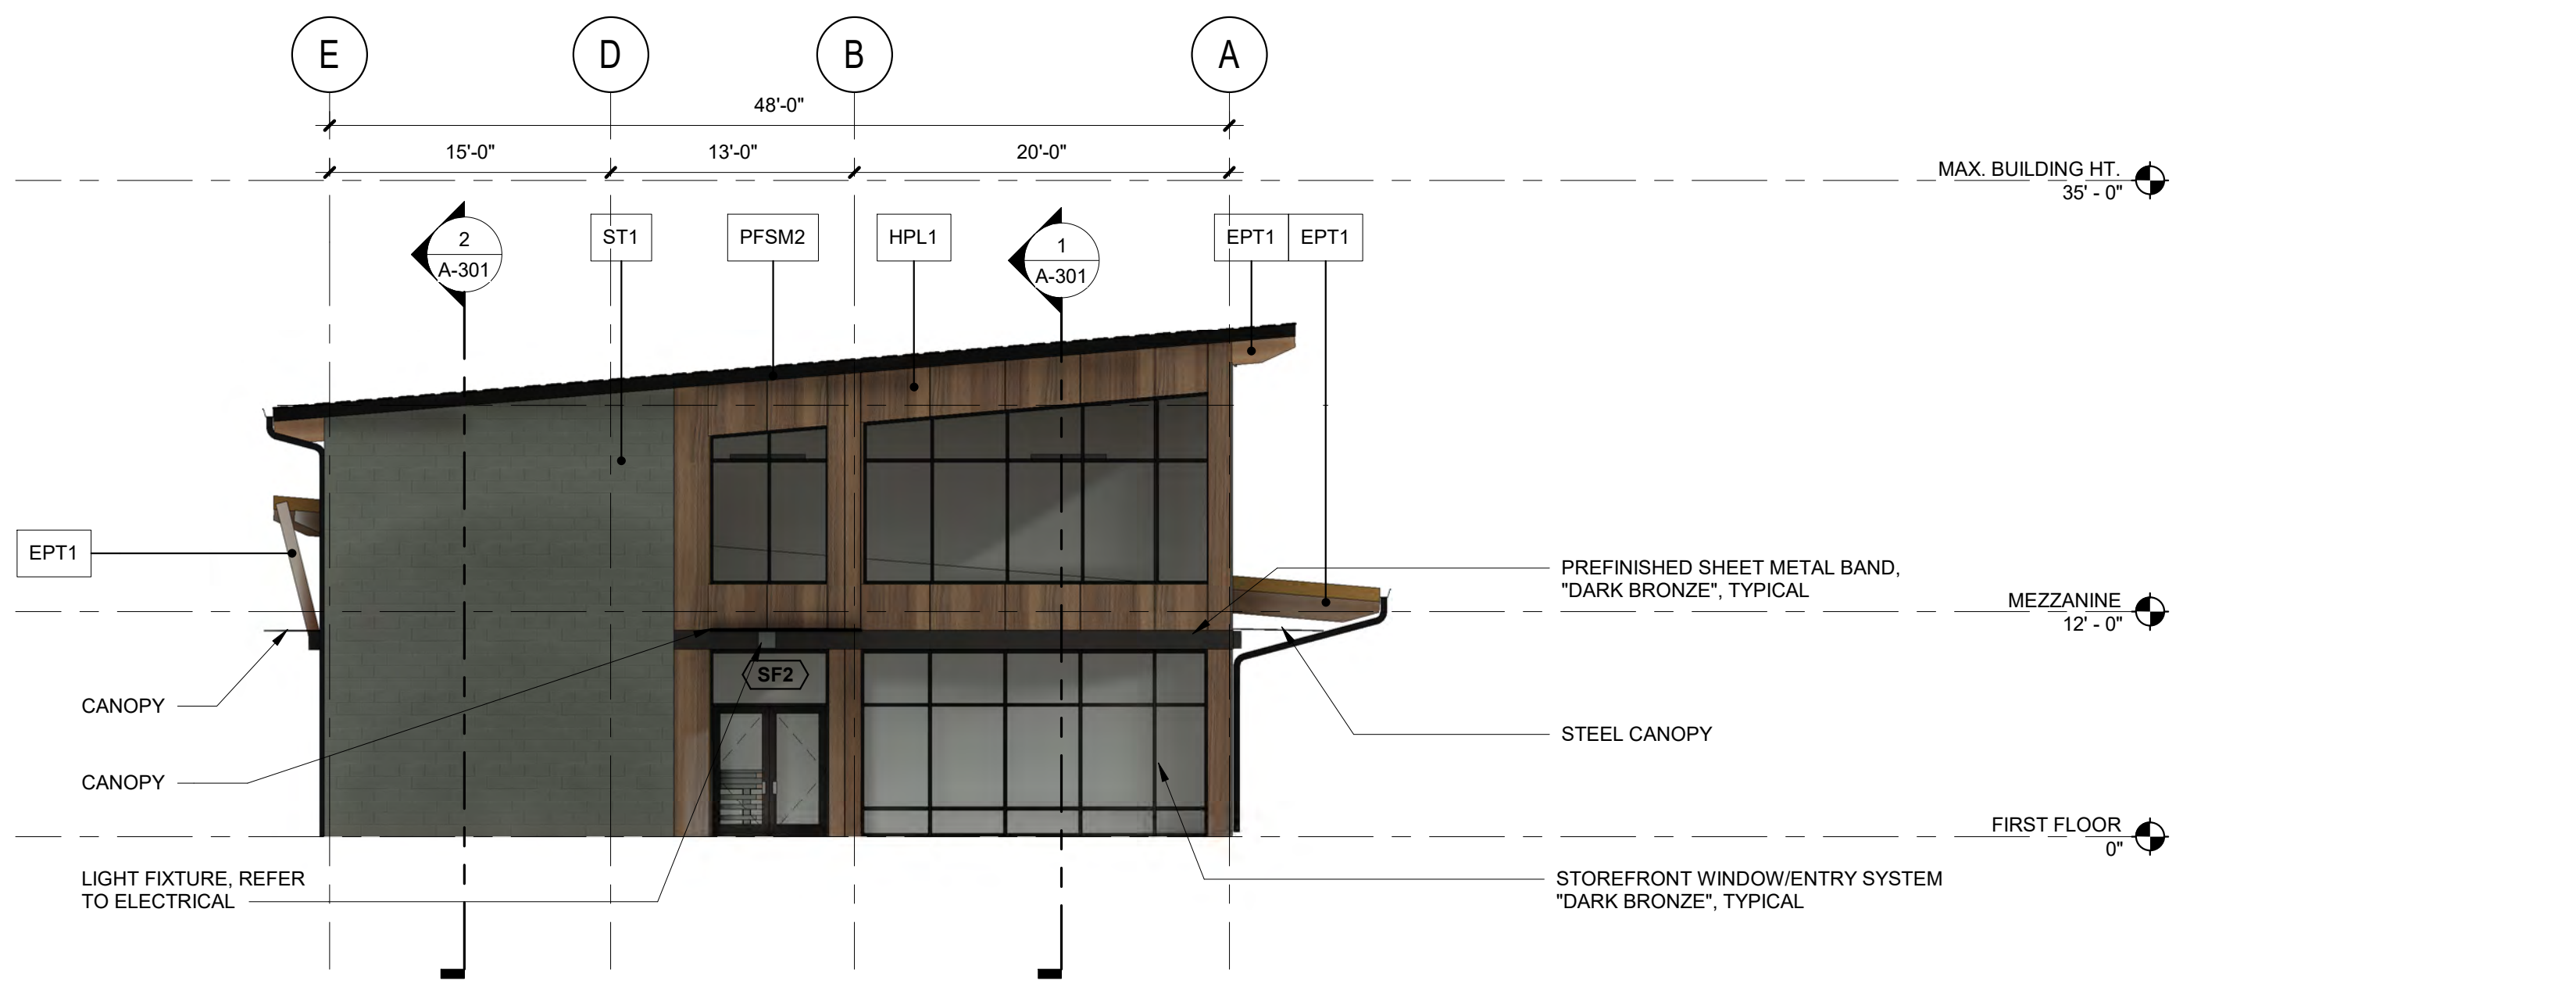 E
D
B
A
48'-0"
15'-0"
13'-0"
20'-0"
MAX. BUILDING HT.
35' - 0"
2
A-301
ST1
PFSM2
HPL1
1
A-301
EPT1
EPT1
EPT1
PREFINISHED SHEET METAL BAND,
"DARK BRONZE", TYPICAL
MEZZANINE
12' - 0"
SF2
CANOPY
STEEL CANOPY
CANOPY
FIRST FLOOR
0"
LIGHT FIXTURE, REFER
TO ELECTRICAL
STOREFRONT WINDOW/ENTRY SYSTEM
"DARK BRONZE", TYPICAL